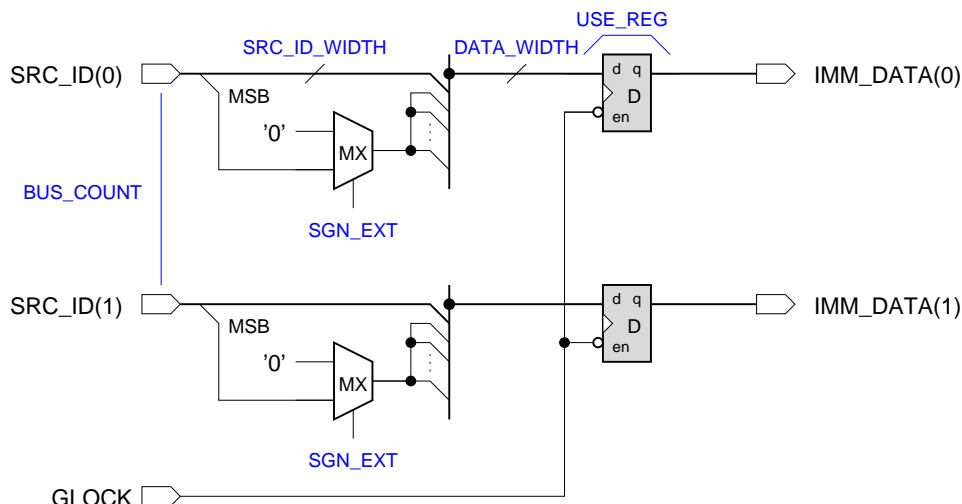 USE_REG
SRC_ID_WIDTH DATA_WIDTH
SRC_ID(0) d q IMM_DATA(0)
MSB D
'0' en
MX
BUS_COUNT
SGN_EXT
SRC_ID(1) d q IMM_DATA(1)
MSB D
'0' en
MX
SGN_EXT
GLOCK